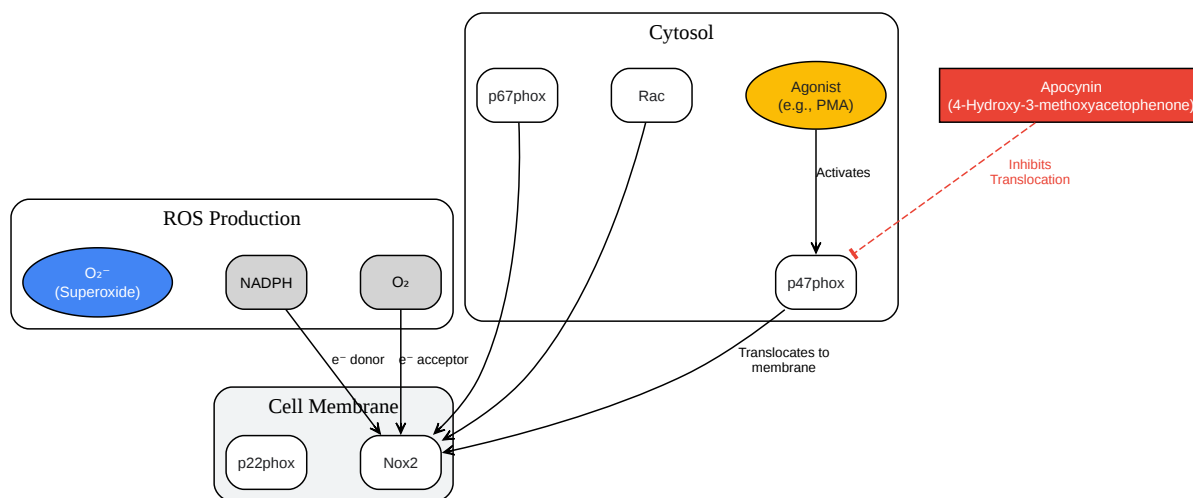 Cytosol
p67phox
Rac
Agonist
(e.g., PMA)
Apocynin
(4-Hydroxy-3-methoxyacetophenone)
Activates
Inhibits
Translocation
ROS Production
O₂⁻
(Superoxide)
NADPH
O₂
p47phox
e⁻ donor
e⁻ acceptor
Translocates to
membrane
Cell Membrane
p22phox
Nox2